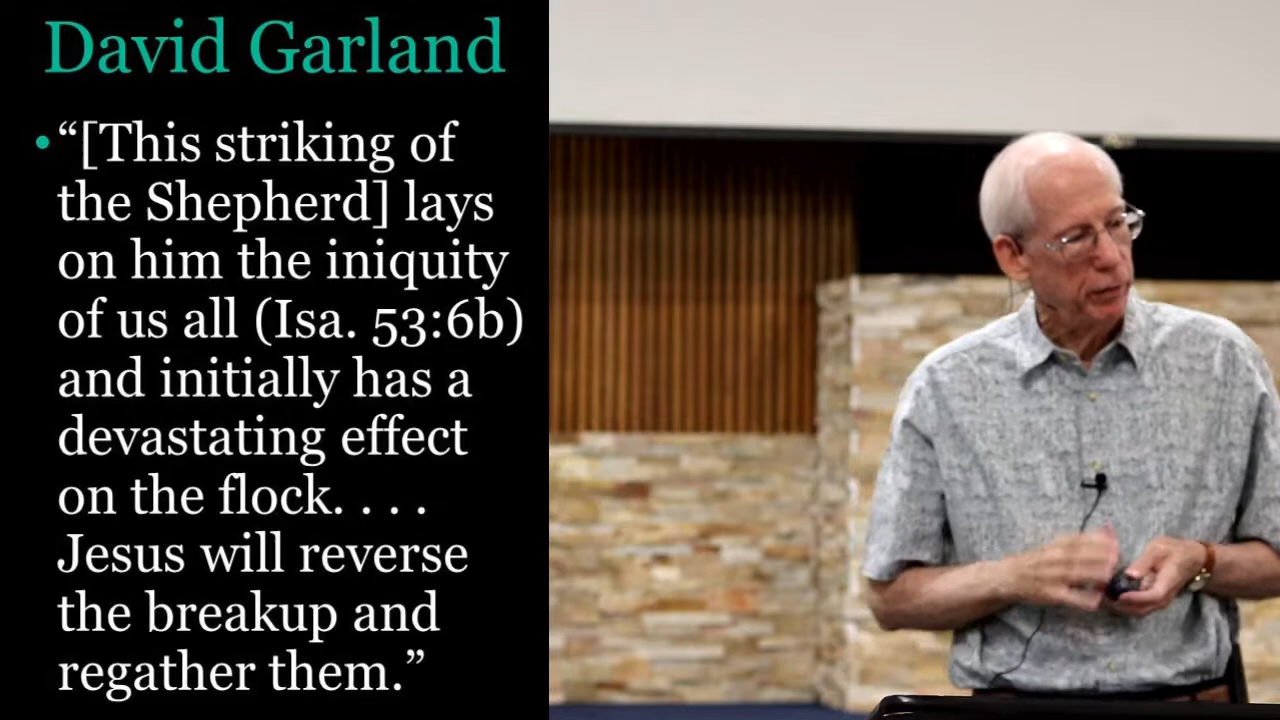 David Garland
• “[This striking of
the Shepherd] lays
on him the iniquity
of us all (Isa. 53:6b)
and initially has a
devastating effect
on the flock. . . .
Jesus will reverse
the breakup and
regather them.”